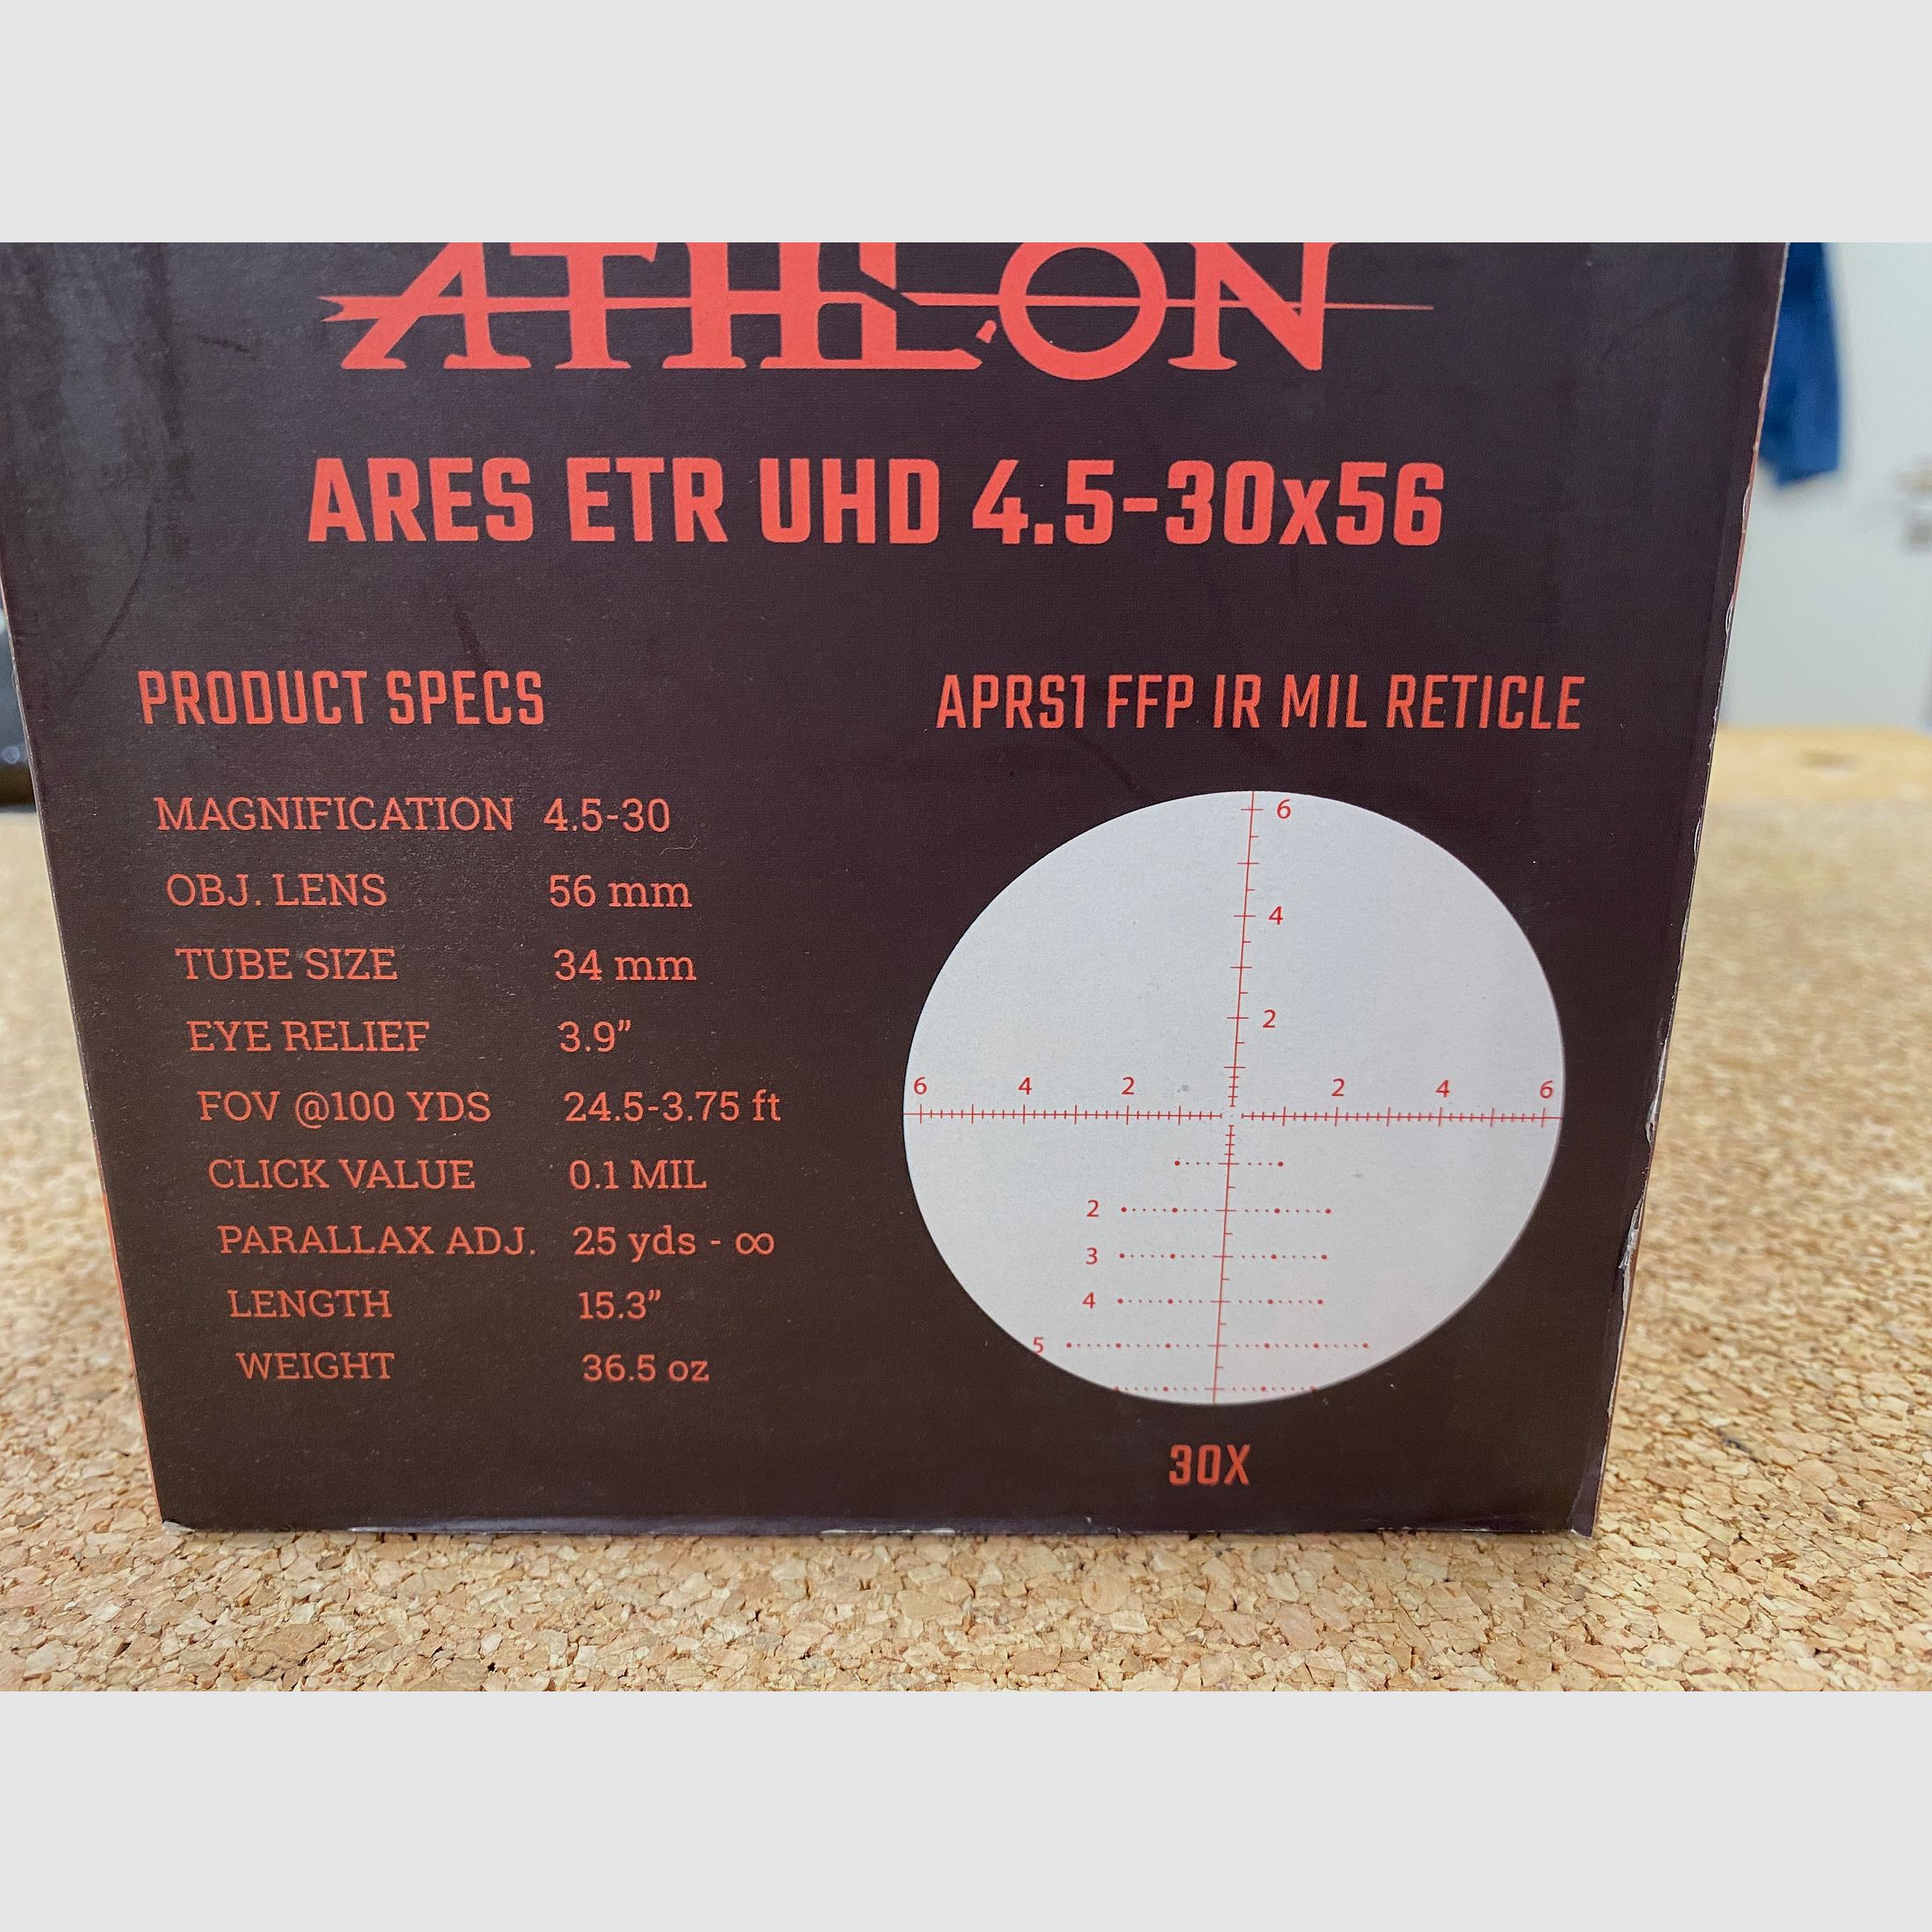 ATHLON
ARES ETR UHD 4.5-30x56
PRODUCT SPECS
MAGNIFICATION 4.5-30
OBJ. LENS 56 mm
TUBE SIZE 34 mm
EYE RELIEF 3.9”
FOV @100 YDS 24.5-3.75 ft
CLICK VALUE 0.1 MIL
PARALLAX ADJ. 25 yds - ∞
LENGTH 15.3”
WEIGHT 36.5 oz
APRS1 FFP IR MIL RETICLE
6
4
2
6 4 2 2 4 6
2
3
4
5
30X